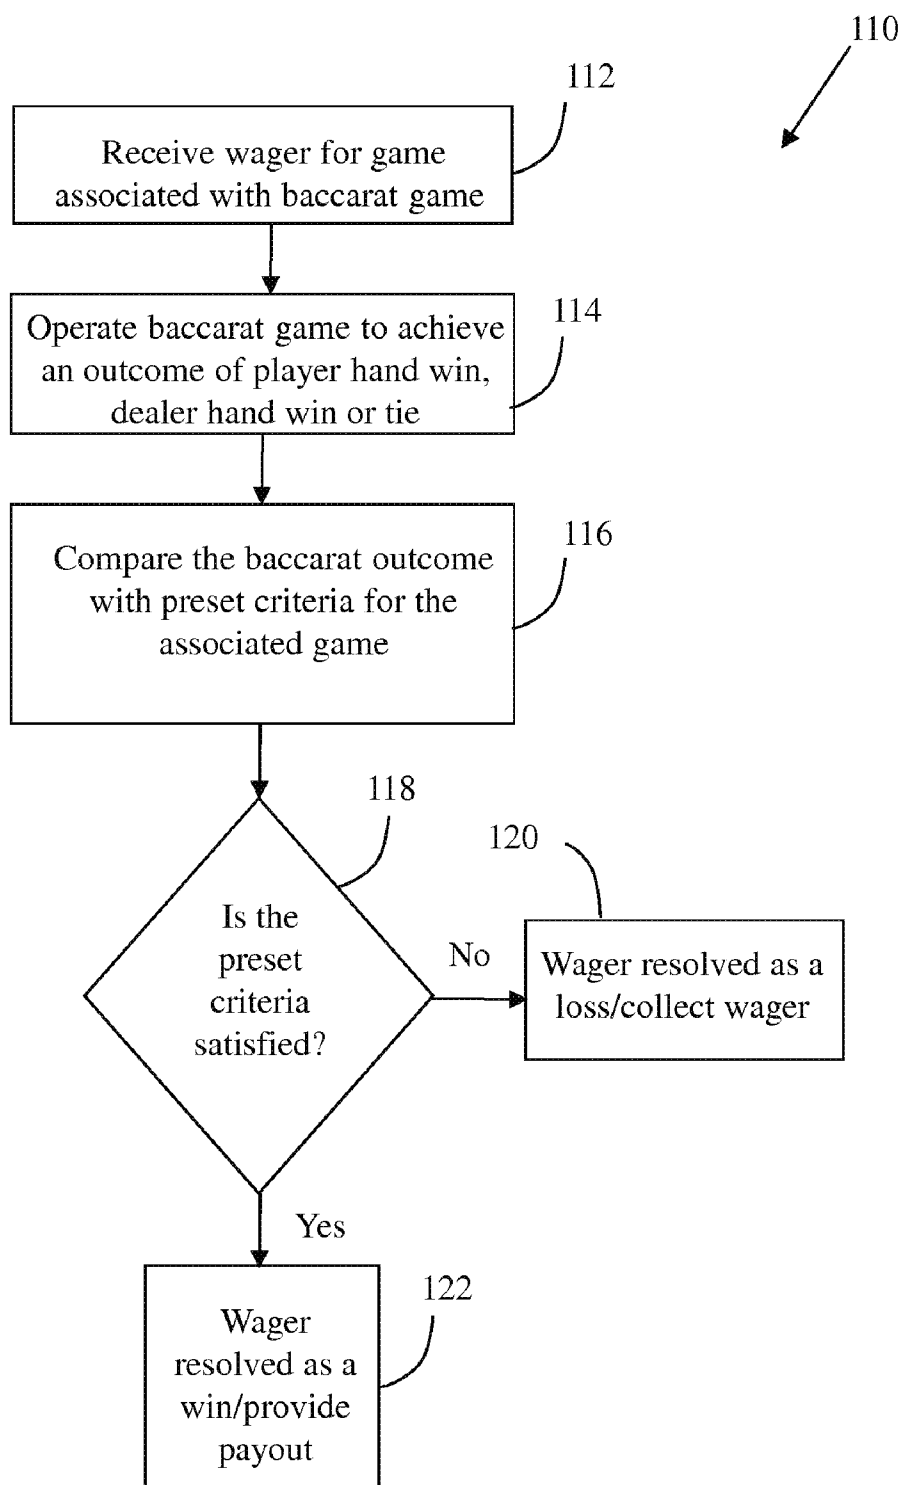 110
112
Receive wager for game
associated with baccarat game
114
Operate baccarat game to achieve
an outcome of player hand win,
dealer hand win or tie
116
Compare the baccarat outcome
with preset criteria for the
associated game
118
120
Is the
preset
criteria
satisfied?
No
Wager resolved as a
loss/collect wager
Yes
122
Wager
resolved as a
win/provide
payout